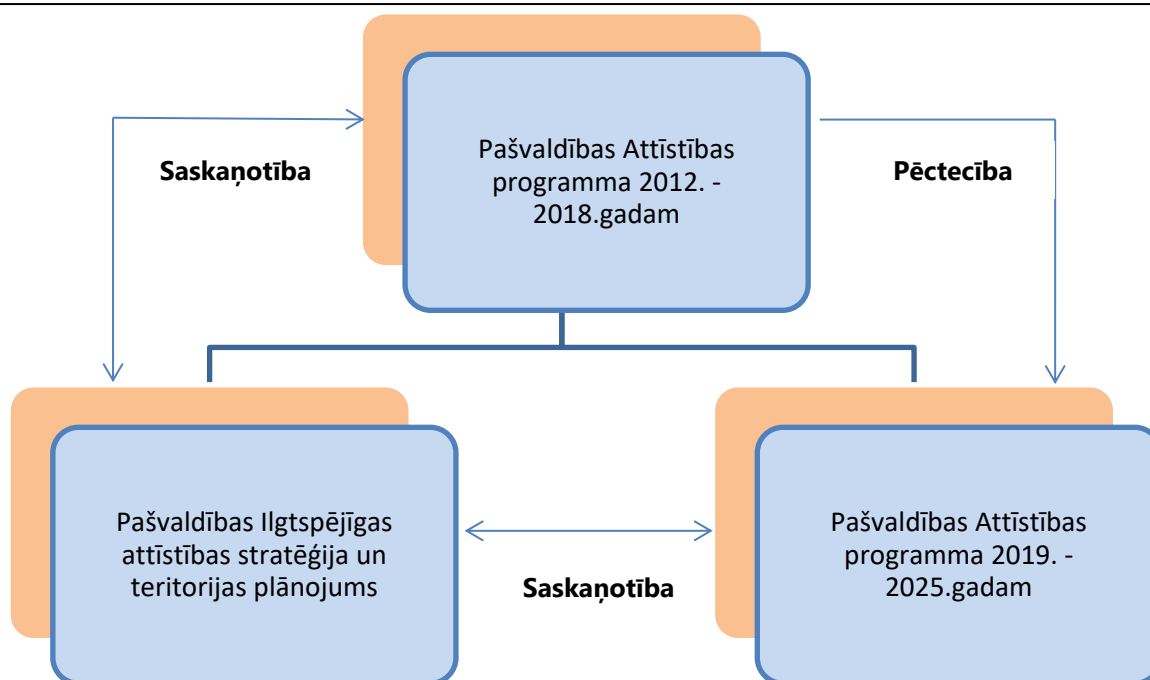 Pašvaldības Attīstības
programma 2012. -
2018.gadam
Saskaņotība
Pēctecība
Pašvaldības Ilgtspējīgas
attīstības stratēģija un
teritorijas plānojums
Saskaņotība
Pašvaldības Attīstības
programma 2019. -
2025.gadam